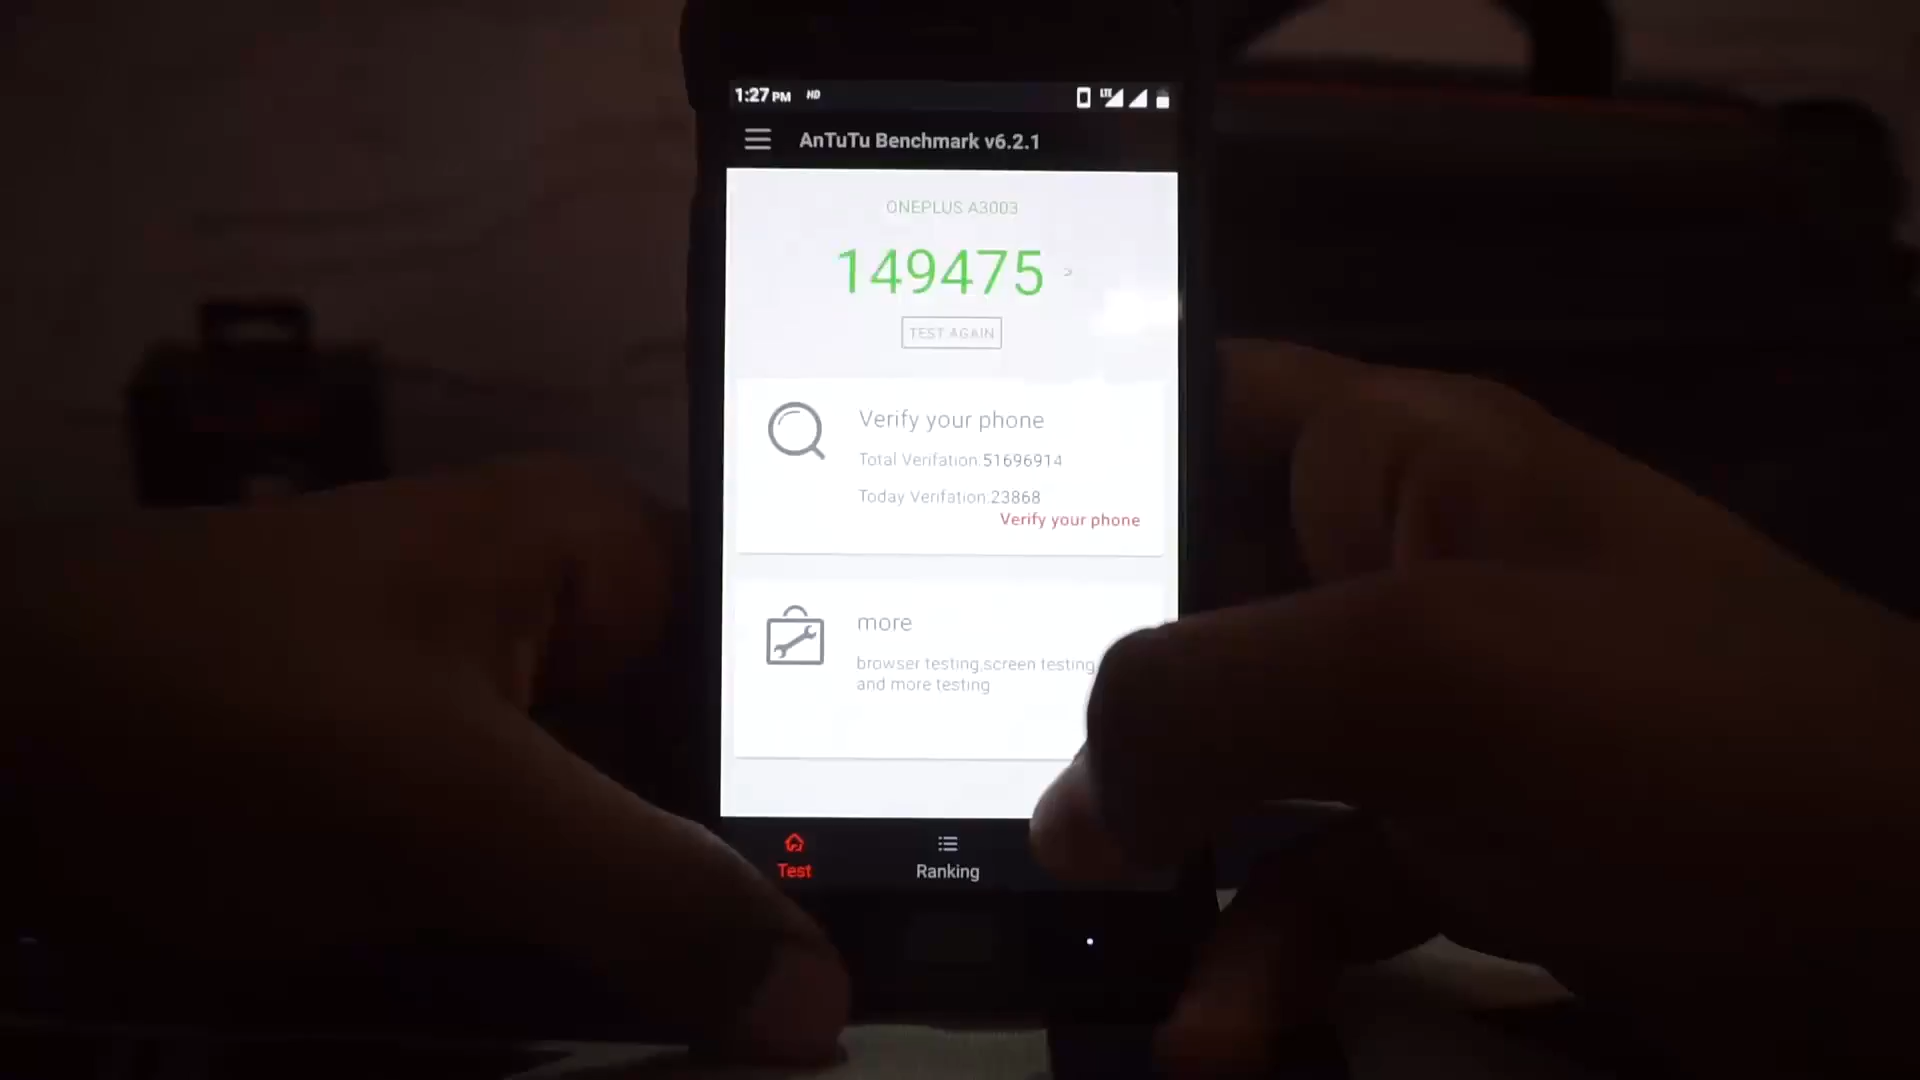 1:27 PM HD LTE
AnTuTu Benchmark v6.2.1
ONEPLUS A3003
149475 >
TEST AGAIN
Verify your phone
Total Verifation:51696914
Today Verifation:23868
Verify your phone
more
browser testing,screen testing
and more testing
Test
Ranking